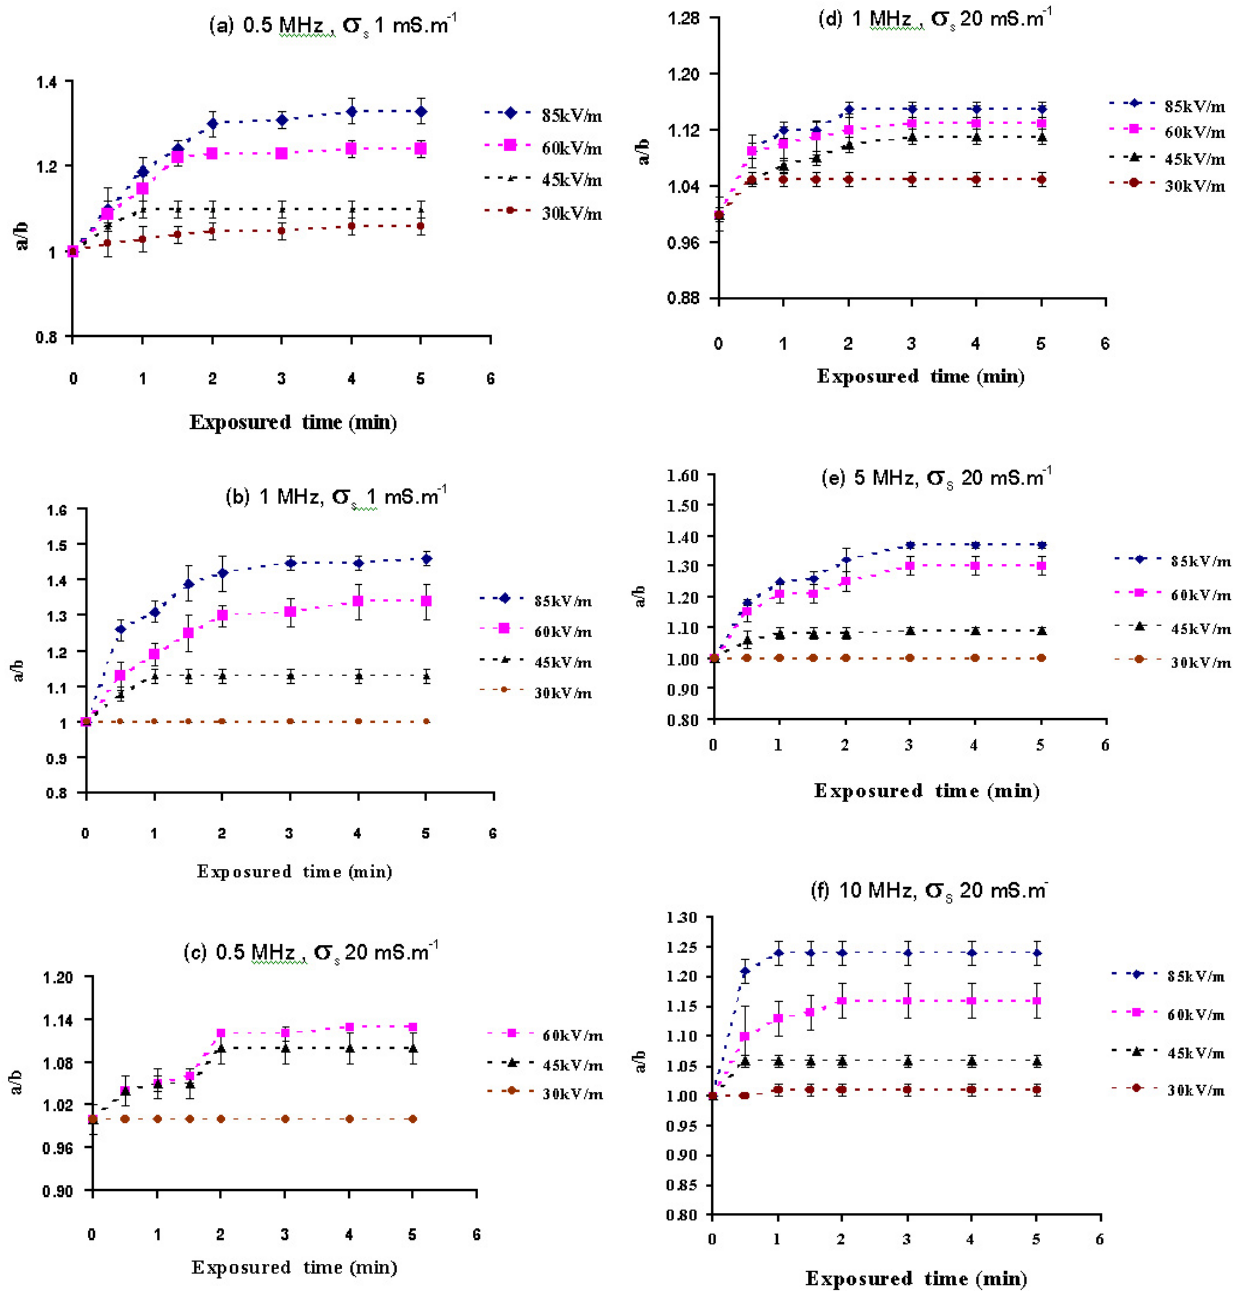 (a) 0.5 MHz , σs 1 mS.m-1
1.4
1.2
1
0.8
a/b
0 1 2 3 4 5 6
Exposured time (min)
85kV/m
60kV/m
45kV/m
30kV/m
(b) 1 MHz, σs 1 mS.m-1
1.6
1.5
1.4
1.3
1.2
1.1
1
0.9
0.8
a/b
0 1 2 3 4 5 6
Exposured time (min)
85kV/m
60kV/m
45kV/m
30kV/m
(c) 0.5 MHz , σs 20 mS.m-1
1.20
1.14
1.08
1.02
0.96
0.90
a/b
0 1 2 3 4 5 6
Exposured time (min)
60kV/m
45kV/m
30kV/m
(d) 1 MHz , σs 20 mS.m-1
1.28
1.20
1.12
1.04
0.96
0.88
a/b
0 1 2 3 4 5 6
Exposured time (min)
85kV/m
60kV/m
45kV/m
30kV/m
(e) 5 MHz, σs 20 mS.m-1
1.60
1.50
1.40
1.30
1.20
1.10
1.00
0.90
0.80
a/b
0 1 2 3 4 5 6
Exposured time (min)
85kV/m
60kV/m
45kV/m
30kV/m
(f) 10 MHz, σs 20 mS.m-
1.30
1.25
1.20
1.15
1.10
1.05
1.00
0.95
0.90
0.85
0.80
a/b
0 1 2 3 4 5 6
Exposured time (min)
85kV/m
60kV/m
45kV/m
30kV/m